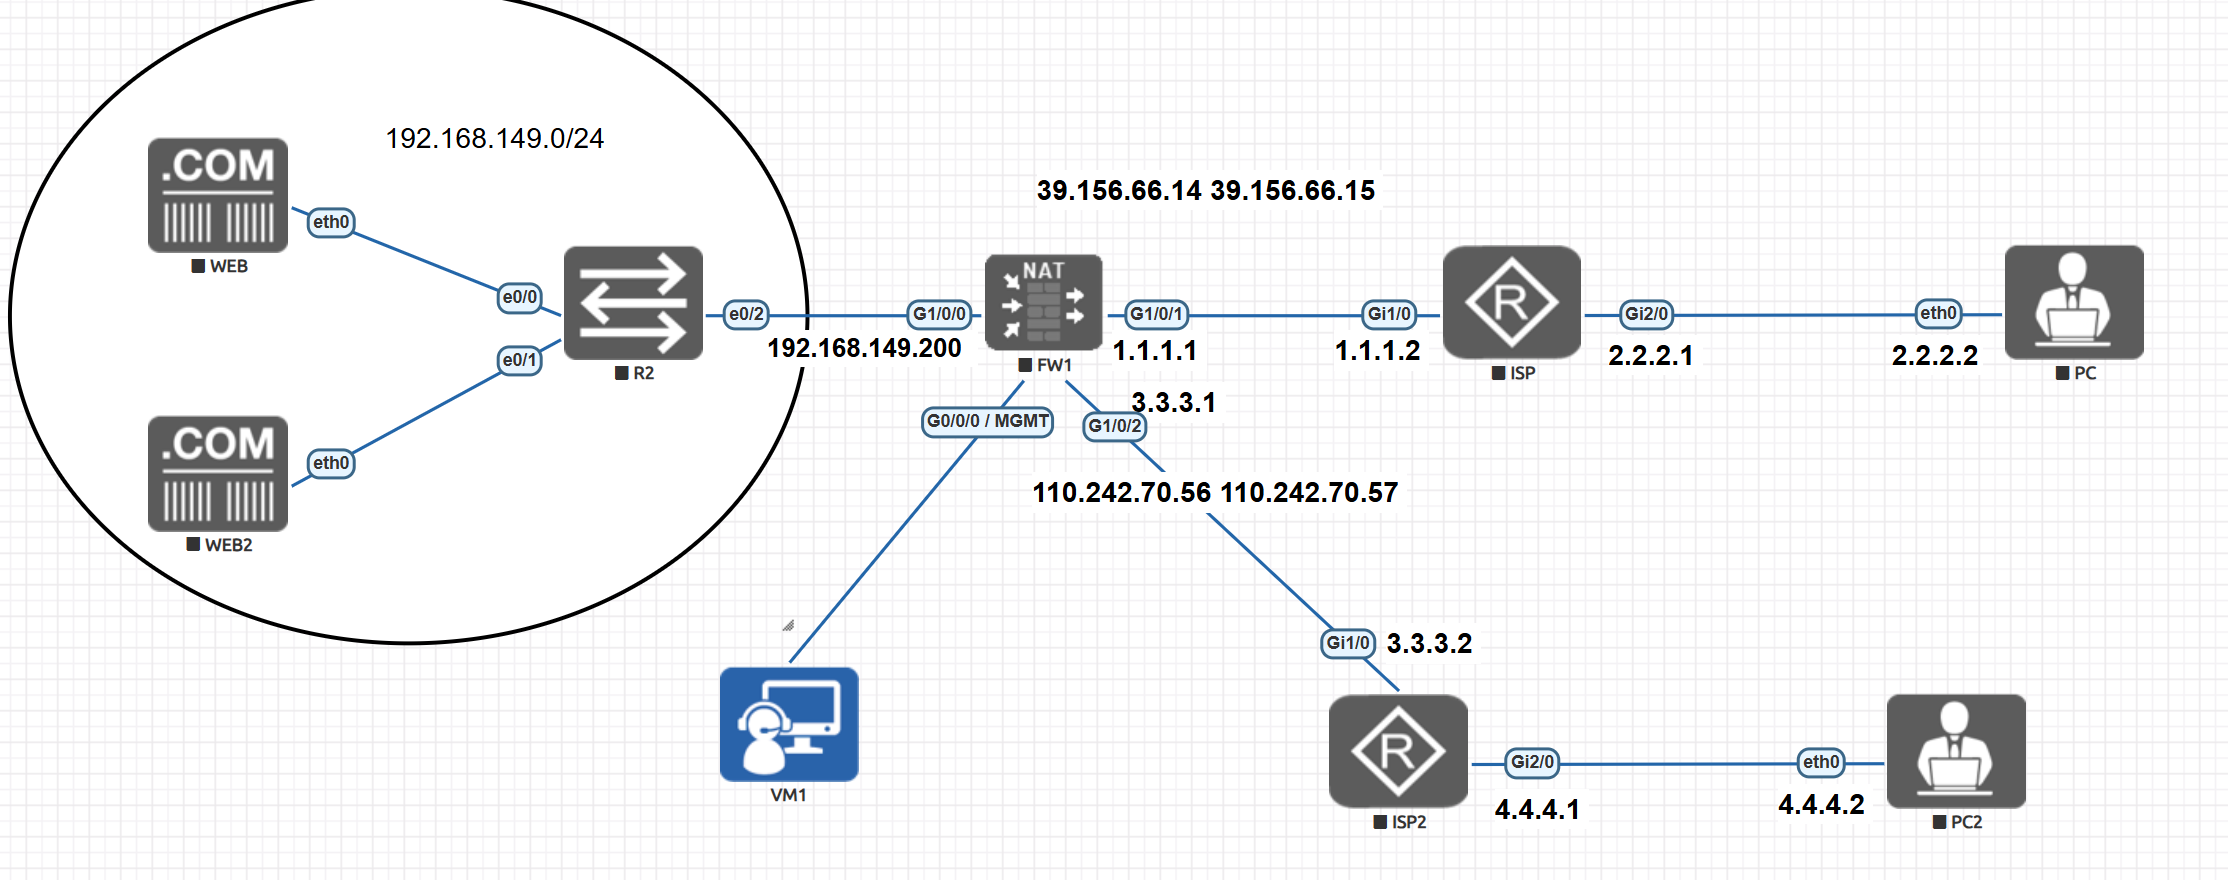 192.168.149.0/24
.COM
WEB
eth0
e0/0
R2
e0/1
eth0
.COM
WEB2
e0/2
192.168.149.200
G1/0/0
39.156.66.14 39.156.66.15
NAT
FW1
G1/0/1
1.1.1.1
Gi1/0
1.1.1.2
R
ISP
Gi2/0
2.2.2.1
eth0
2.2.2.2
PC
G0/0/0 / MGMT
3.3.3.1
G1/0/2
110.242.70.56 110.242.70.57
VM1
Gi1/0
3.3.3.2
R
ISP2
Gi2/0
4.4.4.1
eth0
4.4.4.2
PC2